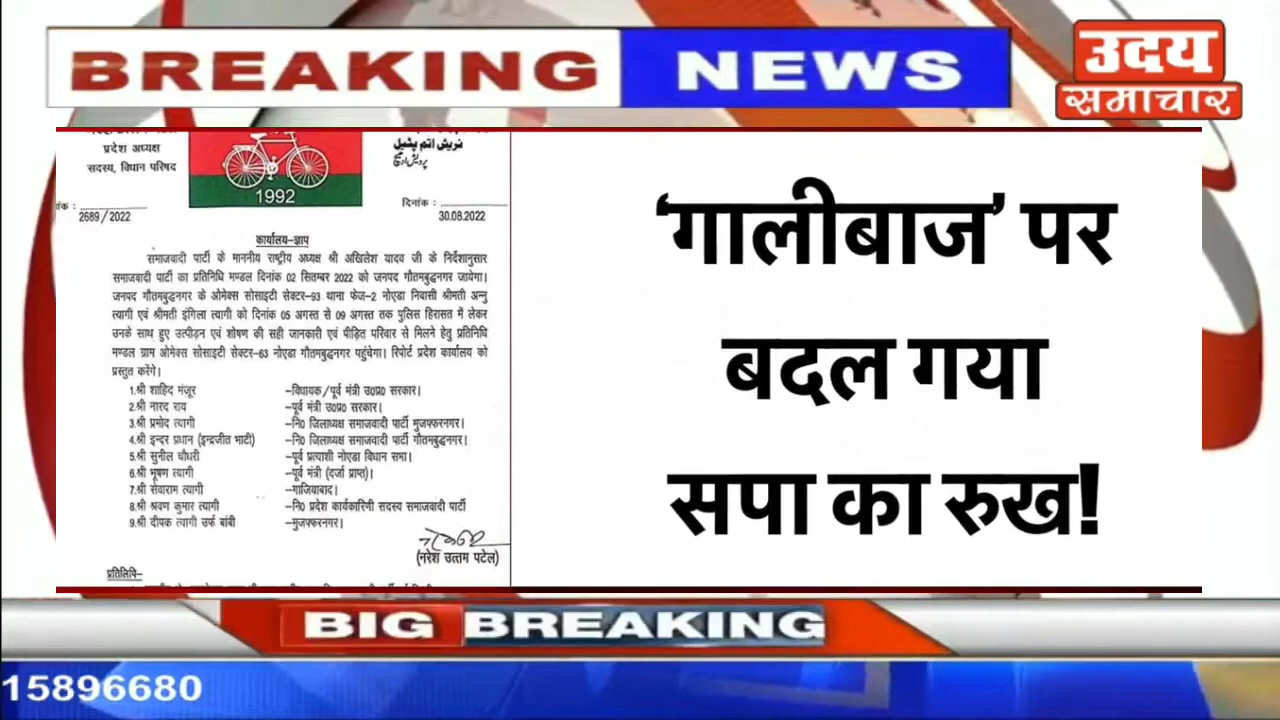 BREAKING NEWS
उदय
समाचार
प्रदेश अध्यक्ष
सदस्य, विधान परिषद
1992
نریش اتم پٹیل
2689/2022
दिनांक :
30.08.2022
कार्यालय–ज्ञाप
समाजवादी पार्टी के माननीय राष्ट्रीय अध्यक्ष श्री अखिलेश यादव जी के निर्देशानुसार
समाजवादी पार्टी का प्रतिनिधि मण्डल दिनांक 02 सितम्बर 2022 को जनपद गौतमबुद्धनगर जायेगा।
जनपद गौतमबुद्धनगर के ओमेक्स सोसाइटी सेक्टर-93 थाना फेज-2 नोएडा निवासी श्रीमती अन्नु
त्यागी एवं श्रीमती इंगिला त्यागी को दिनांक 05 अगस्त से 09 अगस्त तक पुलिस हिरासत में लेकर
उनके साथ हुए उत्पीड़न एवं शोषण की सही जानकारी एवं पीड़ित परिवार से मिलने हेतु प्रतिनिधि
मण्डल ग्राम ओमेक्स सोसाइटी सेक्टर-63 नोएडा गौतमबुद्धनगर पहुंचेगा। रिपोर्ट प्रदेश कार्यालय को
प्रस्तुत करेंगे।
1.श्री शाहिद मंजूर –विधायक/पूर्व मंत्री उ0प्र0 सरकार।
2.श्री नारद राय –पूर्व मंत्री उ0प्र0 सरकार।
3.श्री प्रमोद त्यागी –नि0 जिलाध्यक्ष समाजवादी पार्टी मुजफ्फरनगर।
4.श्री इन्दर प्रधान (इन्द्रजीत भाटी) –नि0 जिलाध्यक्ष समाजवादी पार्टी गौतमबुद्धनगर।
5.श्री सुनील चौधरी –पूर्व प्रत्याशी नोएडा विधान सभा।
6.श्री भूषण त्यागी –पूर्व मंत्री (दर्जा प्राप्त)।
7.श्री सेवाराम त्यागी –गाजियाबाद।
8.श्री श्रवण कुमार त्यागी –नि0 प्रदेश कार्यकारिणी सदस्य समाजवादी पार्टी
9.श्री दीपक त्यागी उर्फ बांबी –मुजफ्फरनगर।
(नरेश उत्तम पटेल)
प्रतिलिपि–
‘गालीबाज’ पर
बदल गया
सपा का रुख!
BIG BREAKING
15896680